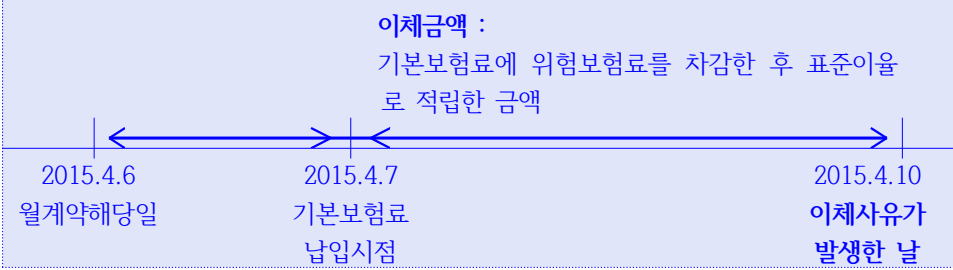 이체금액 :
기본보험료에 위험보험료를 차감한 후 표준이율
로 적립한 금액
2015.4.6
월계약해당일
2015.4.7
기본보험료
납입시점
2015.4.10
이체사유가
발생한 날